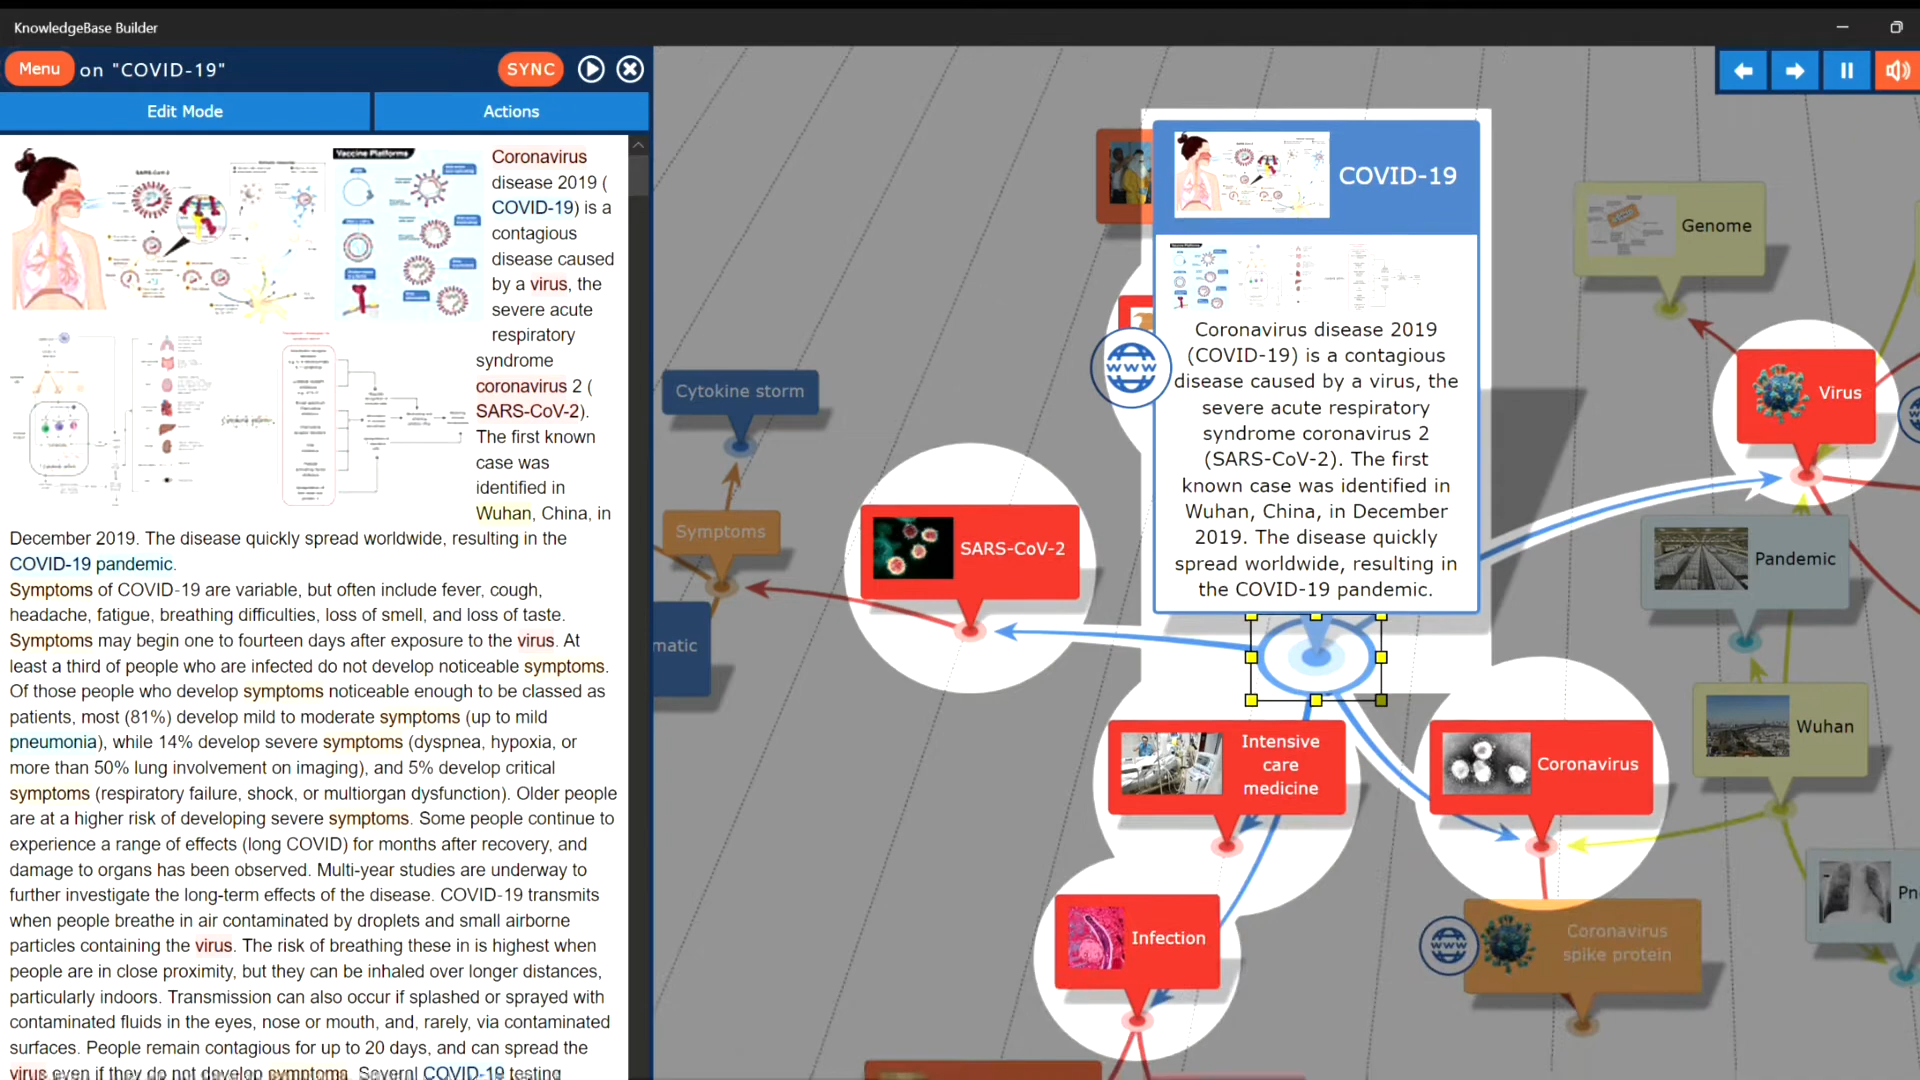 KnowledgeBase Builder
Menu on "COVID-19" SYNC
Edit Mode Actions
Vaccine Platforms
Coronavirus
disease 2019 (
COVID-19) is a
contagious
disease caused
by a virus, the
severe acute
respiratory
syndrome
coronavirus 2 (
SARS-CoV-2).
The first known
case was
identified in
Wuhan, China, in
December 2019. The disease quickly spread worldwide, resulting in the
COVID-19 pandemic.
Symptoms of COVID-19 are variable, but often include fever, cough,
headache, fatigue, breathing difficulties, loss of smell, and loss of taste.
Symptoms may begin one to fourteen days after exposure to the virus. At
least a third of people who are infected do not develop noticeable symptoms.
Of those people who develop symptoms noticeable enough to be classed as
patients, most (81%) develop mild to moderate symptoms (up to mild
pneumonia), while 14% develop severe symptoms (dyspnea, hypoxia, or
more than 50% lung involvement on imaging), and 5% develop critical
symptoms (respiratory failure, shock, or multiorgan dysfunction). Older people
are at a higher risk of developing severe symptoms. Some people continue to
experience a range of effects (long COVID) for months after recovery, and
damage to organs has been observed. Multi-year studies are underway to
further investigate the long-term effects of the disease. COVID-19 transmits
when people breathe in air contaminated by droplets and small airborne
particles containing the virus. The risk of breathing these in is highest when
people are in close proximity, but they can be inhaled over longer distances,
particularly indoors. Transmission can also occur if splashed or sprayed with
contaminated fluids in the eyes, nose or mouth, and, rarely, via contaminated
surfaces. People remain contagious for up to 20 days, and can spread the
virus even if they do not develop symptoms. Several COVID-19 testing
COVID-19
Coronavirus disease 2019
(COVID-19) is a contagious
disease caused by a virus, the
severe acute respiratory
syndrome coronavirus 2
(SARS-CoV-2). The first
known case was identified in
Wuhan, China, in December
2019. The disease quickly
spread worldwide, resulting in
the COVID-19 pandemic.
www
Cytokine storm
Symptoms
matic
SARS-CoV-2
Genome
Virus
Pandemic
Wuhan
Intensive
care
medicine
Coronavirus
Infection
www
Coronavirus
spike protein
Pn